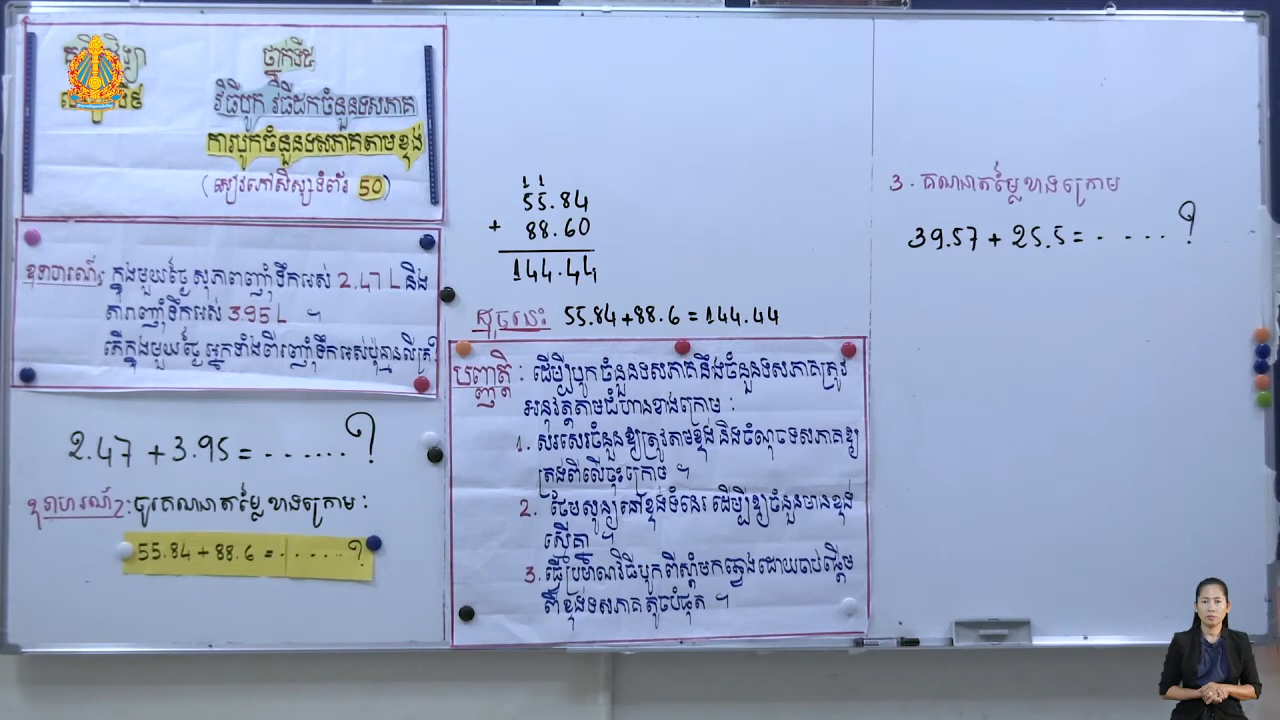 ថ្នាក់ទី៥
វិធីបូក វិធីដកចំនួនទសភាគ
ការបូកចំនួនទសភាគតាមខ្ទង់
(សៀវភៅសិស្សទំព័រ 50)
ឧទាហរណ៍១ ក្នុងមួយថ្ងៃ សុភាពញ៉ាំទឹកអស់ 2.47 L និង
តារាញ៉ាំទឹកអស់ 3.95 L ។
តើក្នុងមួយថ្ងៃ អ្នកទាំងពីរញ៉ាំទឹកអស់ប៉ុន្មានលីត្រ?
2.47 + 3.95 = . . . . . . ?
ឧទាហរណ៍2: ចូរគណនាតម្លៃខាងក្រោម :
55.84 + 88.6 = . . . . . . ?
1 1
55.84
+ 88.60
144.44
ដូចនេះ 55.84 + 88.6 = 144.44
បញ្ញត្តិ : ដើម្បីបូកចំនួនទសភាគនឹងចំនួនទសភាគត្រូវ
អនុវត្តតាមជំហានខាងក្រោម :
1. សរសេរចំនួនឱ្យត្រូវតាមខ្ទង់ និងចំណុចទសភាគឱ្យ
ត្រង់ពីលើចុះក្រោម ។
2. ថែមសូន្យនៅខ្ទង់ទំនេរ ដើម្បីឱ្យចំនួនមានខ្ទង់
ស្មើគ្នា ។
3. ធ្វើប្រមាណវិធីបូកពីស្តាំមកឆ្វេងដោយចាប់ផ្តើម
ពីខ្ទង់ទសភាគតូចបំផុត ។
3. គណនាតម្លៃខាងក្រោម
39.57 + 25.5 = . . . . . ?